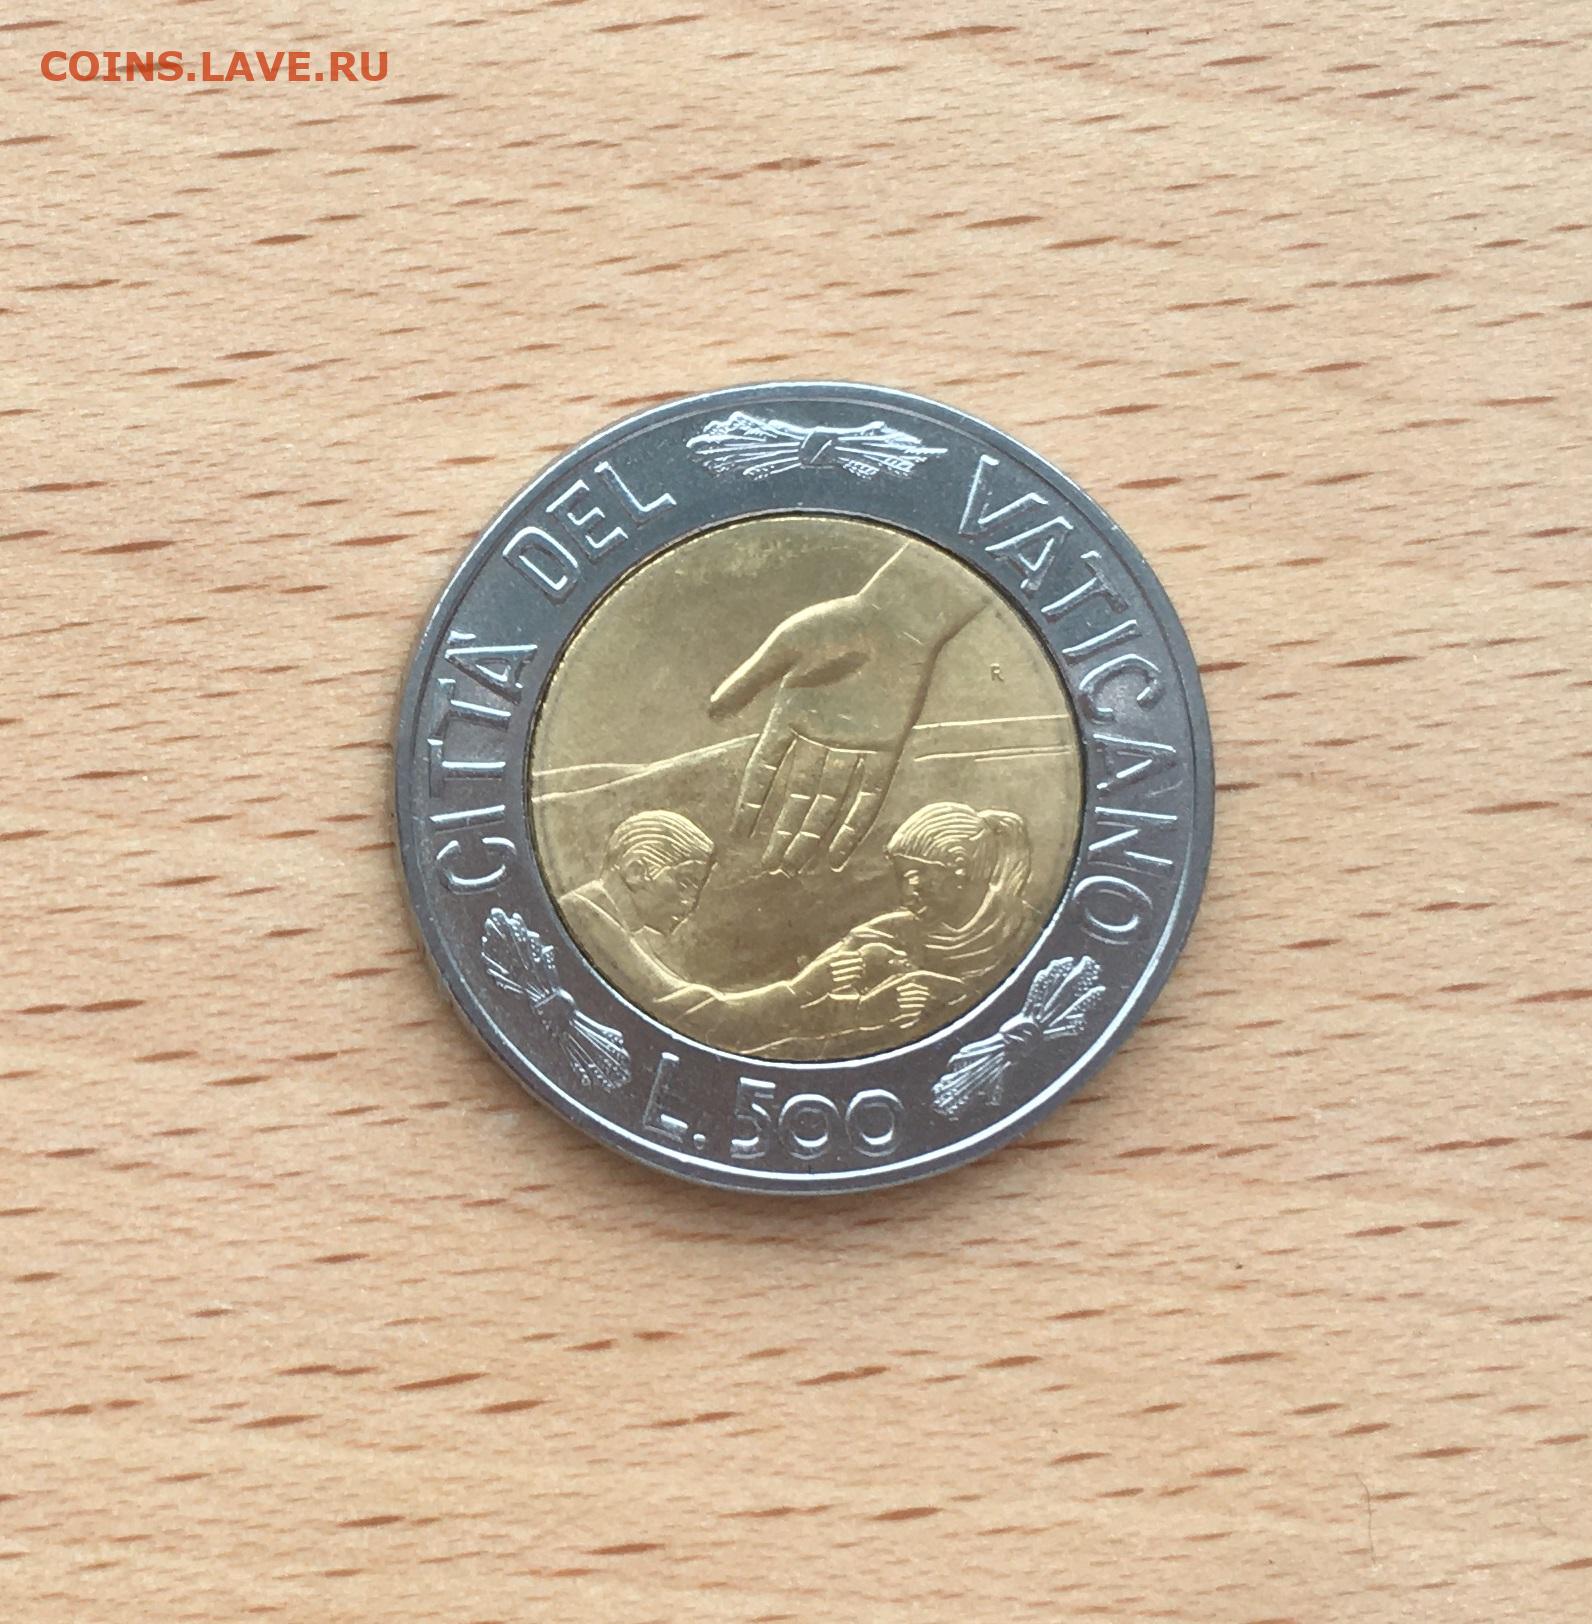 COINS.LAVE.RU
CITTA' DEL VATICANO
R
L. 500